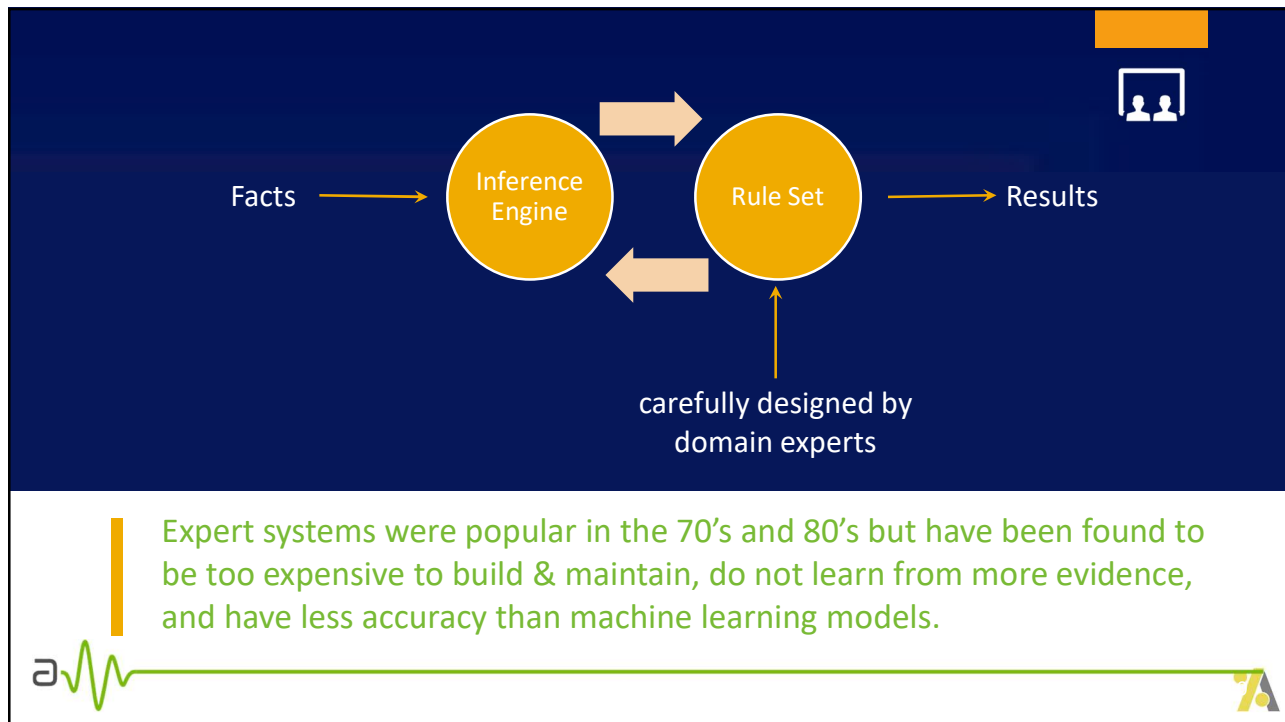 Facts
Inference
Engine
Rule Set
Results
carefully designed by
domain experts
Expert systems were popular in the 70’s and 80’s but have been found to
be too expensive to build & maintain, do not learn from more evidence,
and have less accuracy than machine learning models.